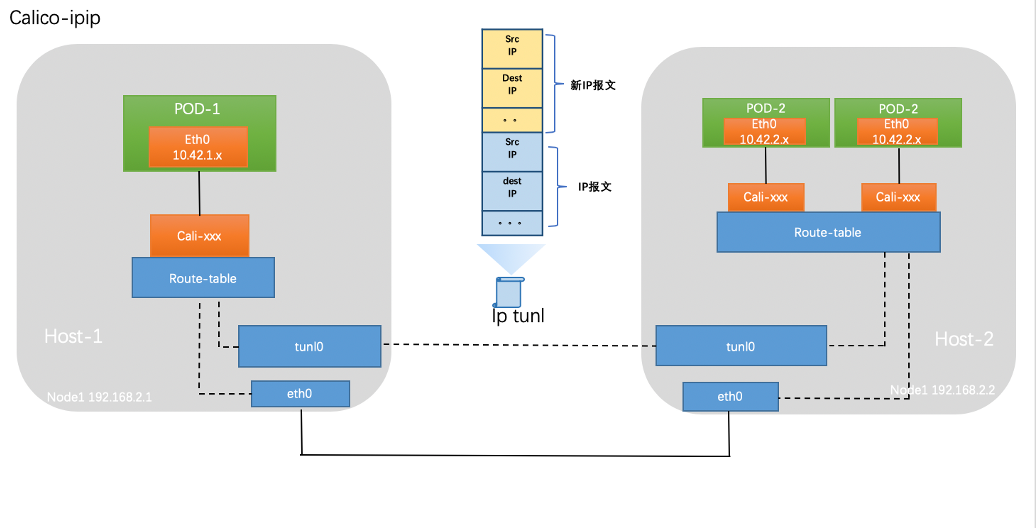 Calico-ipip
POD-1
Eth0
10.42.1.x
Cali-xxx
Route-table
Host-1
tunl0
eth0
Node1 192.168.2.1
Src
IP
Dest
IP
。。
新IP报文
Src
IP
dest
IP
。。。
IP报文
Ip tunl
POD-2
Eth0
10.42.2.x
POD-2
Eth0
10.42.2.x
Cali-xxx
Cali-xxx
Route-table
Host-2
tunl0
eth0
Node1 192.168.2.2